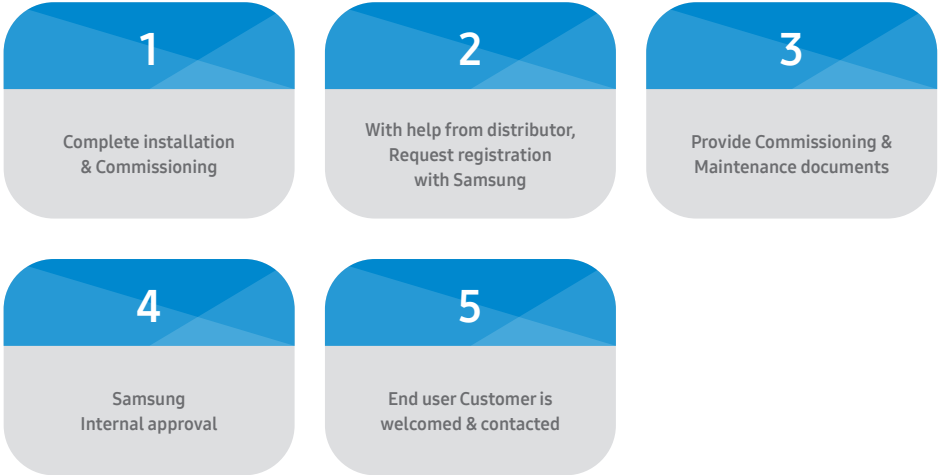 1
Complete installation
& Commissioning
2
With help from distributor,
Request registration
with Samsung
3
Provide Commissioning &
Maintenance documents
4
Samsung
Internal approval
5
End user Customer is
welcomed & contacted